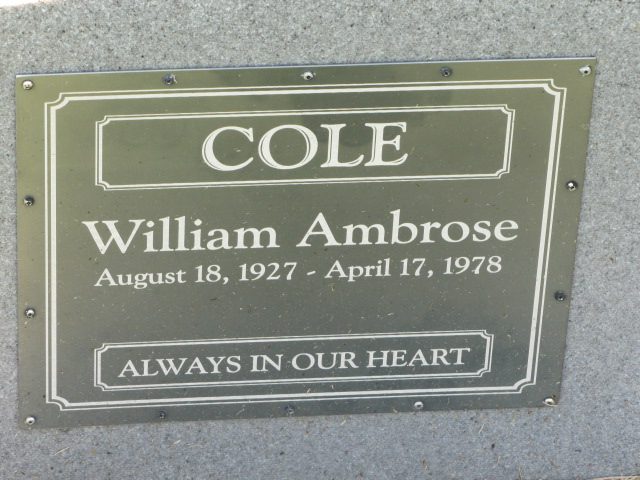 COLE
William Ambrose
August 18, 1927 - April 17, 1978
ALWAYS IN OUR HEART